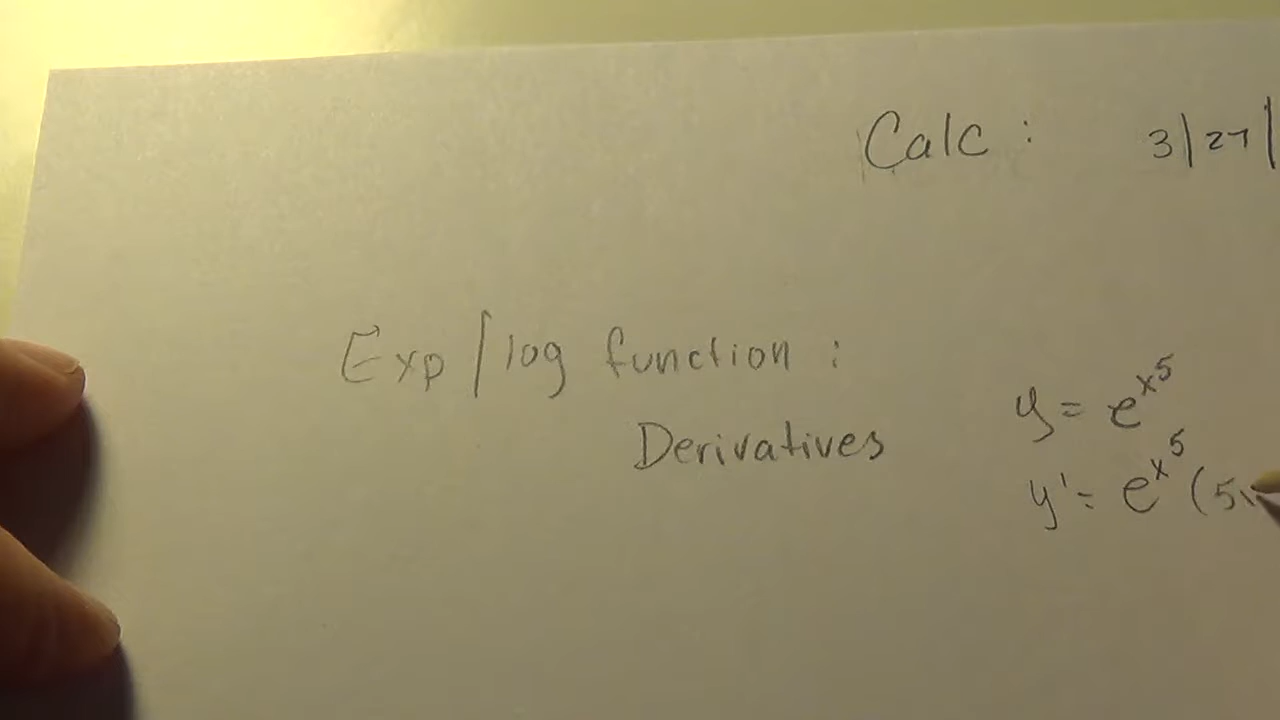 Calc : 3|27|
Exp/log function :
Derivatives
y = e^x^5
y' = e^x^5 (5